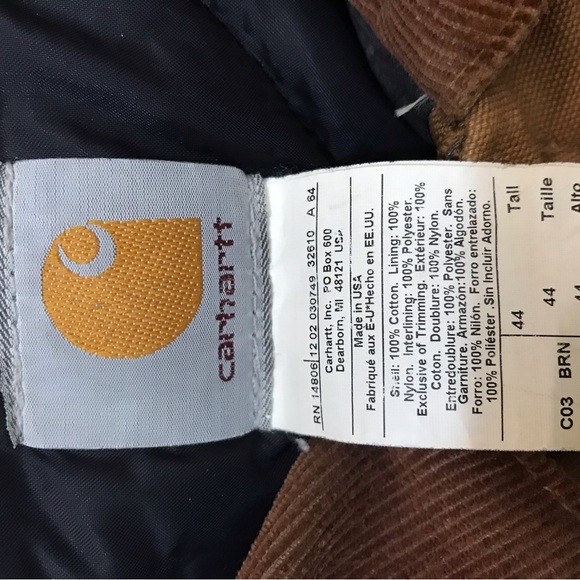 carhartt
RN 14806 12 02 030749 32610 A 64
Carhartt, Inc. PO Box 600
Dearborn, MI 48121 USA
Made in USA
Fabriqué aux É-U*Hecho en EE.UU.
Shell: 100% Cotton. Lining: 100%
Nylon. Interlining: 100% Polyester.
Exclusive of Trimming. Extérieur: 100%
Coton. Doublure: 100% Nylon.
Entredoublure: 100% Polyester. Sans
Garniture. Armazón: 100% Algodón.
Forro: 100% Nilón. Forro entrelazado:
100% Poliéster. Sin Incluir Adorno.
44 Tall
C03 BRN 44 Taille
Alto